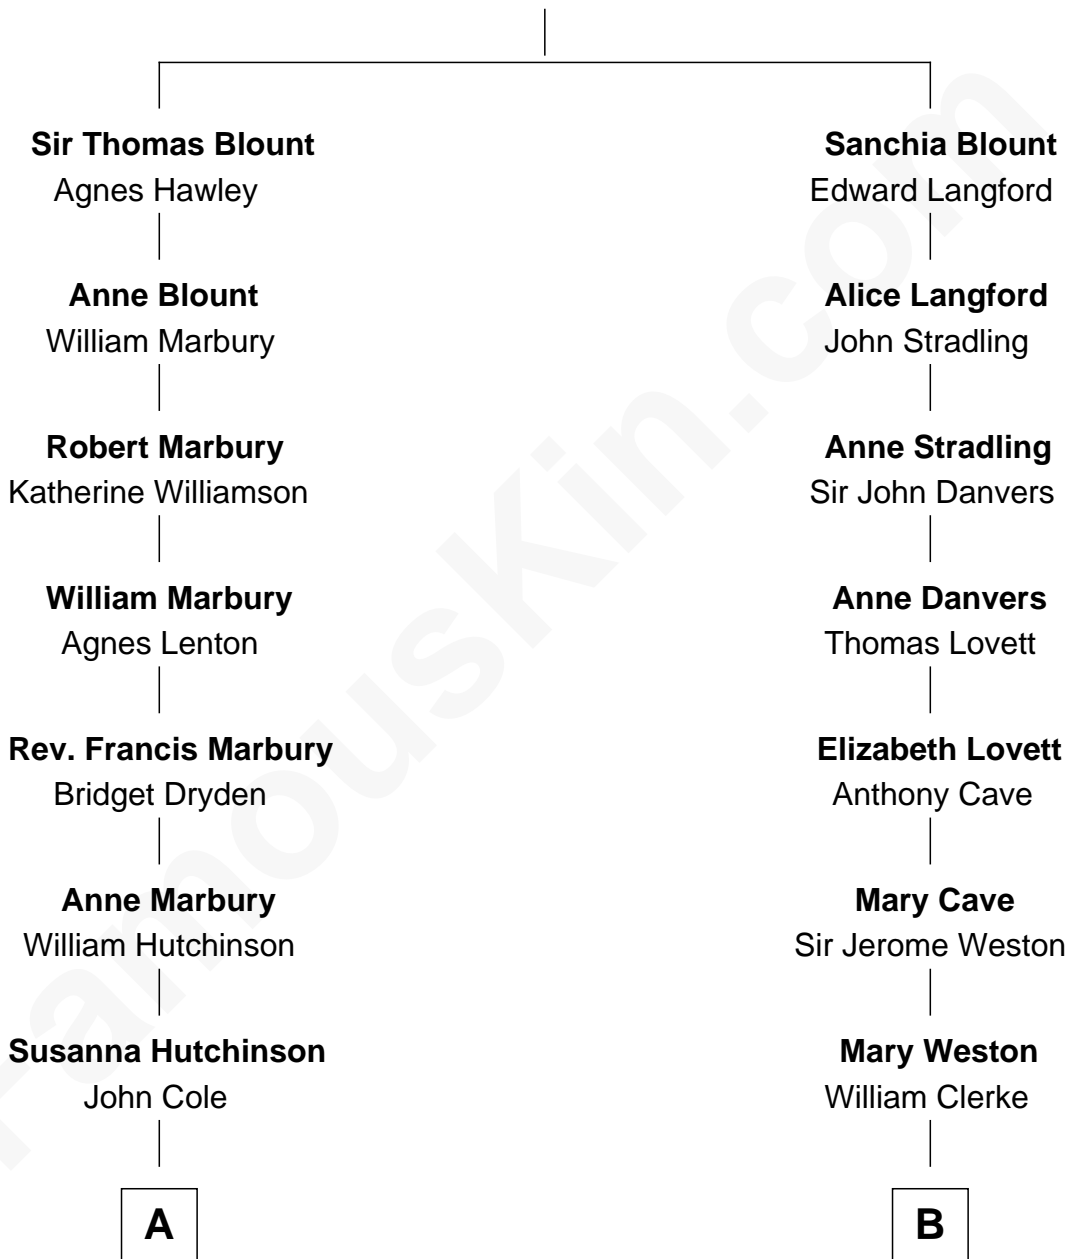 Sir Thomas Blount
Agnes Hawley
Anne Blount
William Marbury
Robert Marbury
Katherine Williamson
William Marbury
Agnes Lenton
Rev. Francis Marbury
Bridget Dryden
Anne Marbury
William Hutchinson
Susanna Hutchinson
John Cole
A
Sanchia Blount
Edward Langford
Alice Langford
John Stradling
Anne Stradling
Sir John Danvers
Anne Danvers
Thomas Lovett
Elizabeth Lovett
Anthony Cave
Mary Cave
Sir Jerome Weston
Mary Weston
William Clerke
B
FamousKin.com